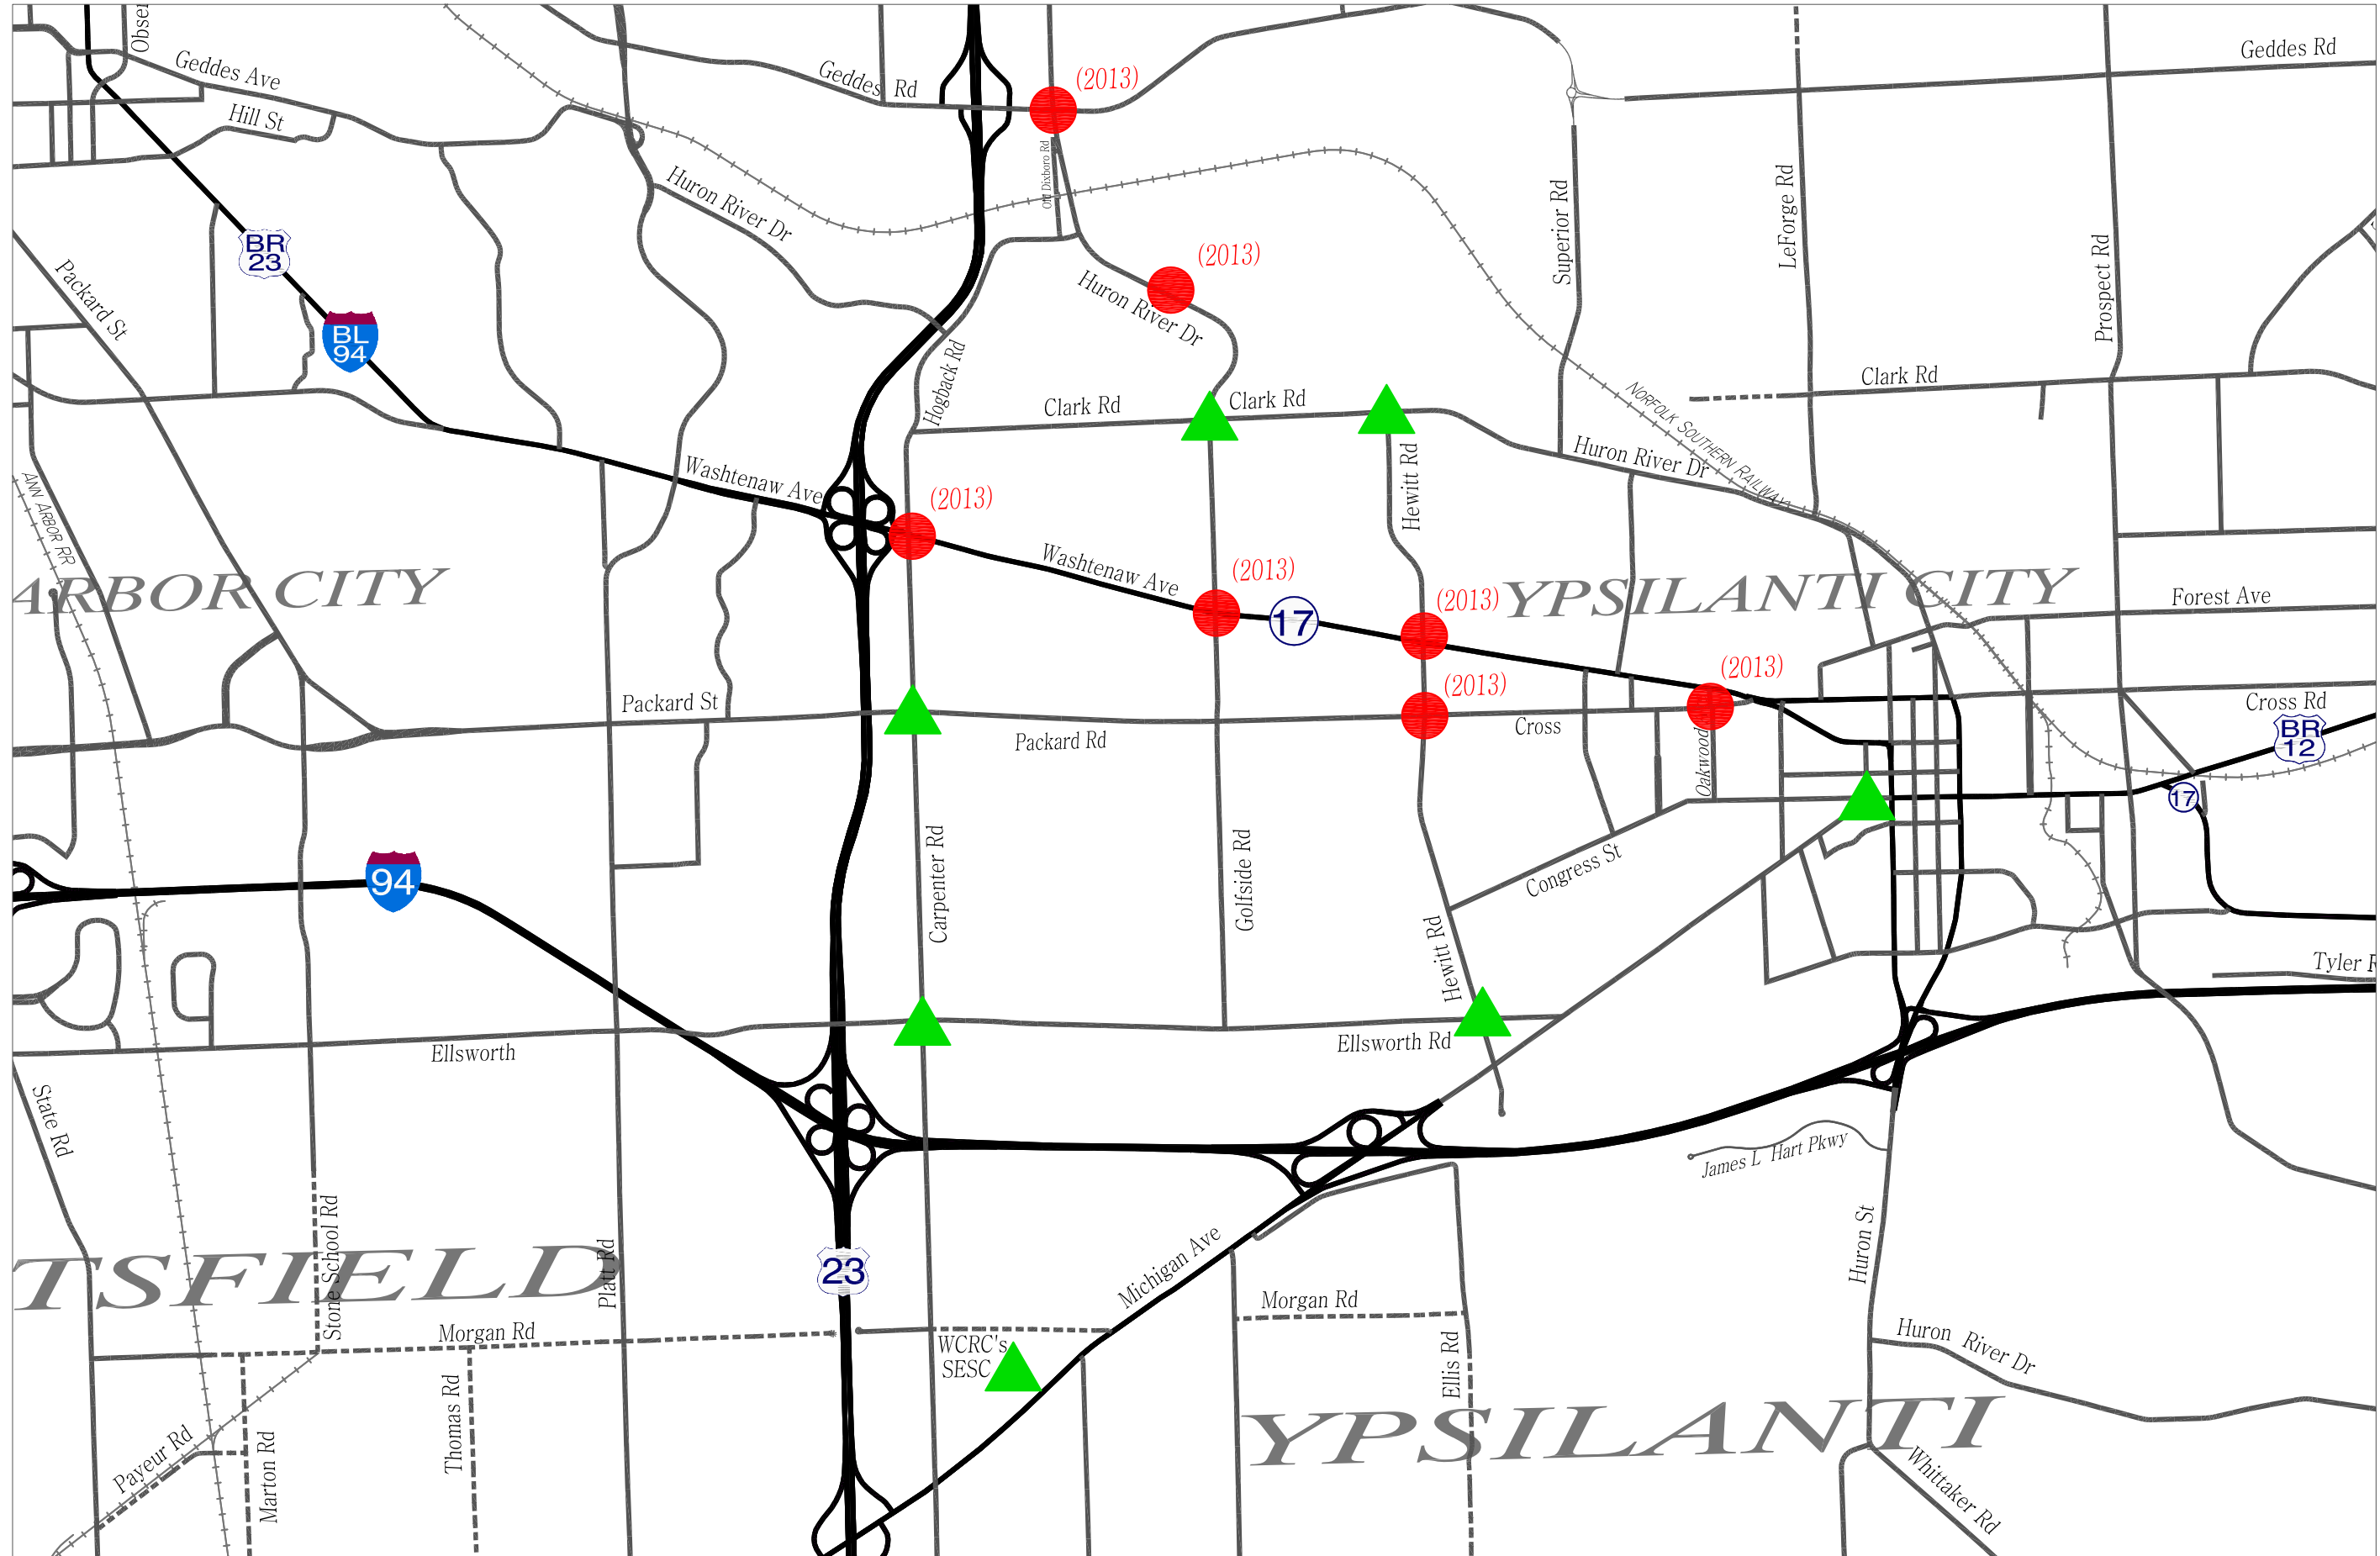 Obser
Geddes Ave
Hill St
Geddes Rd
(2013)
Geddes Rd
Old Dixboro Rd
Huron River Dr
BR
23
Packard St
BL
94
(2013)
Huron River Dr
Superior Rd
LeForge Rd
Prospect Rd
Hogback Rd
Clark Rd
Clark Rd
Clark Rd
NORFOLK SOUTHERN RAILWAY
Hewitt Rd
Huron River Dr
Washtenaw Ave
(2013)
ANN ARBOR RR
Washtenaw Ave
(2013)
17
(2013)
ARBOR CITY
YPSILANTI CITY
Forest Ave
(2013)
(2013)
Packard St
Packard Rd
Cross
Oakwood
Cross Rd
BR
12
17
94
Carpenter Rd
Golfside Rd
Congress St
Hewitt Rd
Tyler R
Ellsworth
Ellsworth Rd
State Rd
James L Hart Pkwy
Stone School Rd
TSFIELD
Platt Rd
23
Michigan Ave
Huron St
Morgan Rd
Morgan Rd
WCRC's
SESC
Ellis Rd
Huron River Dr
YPSILANTI
Thomas Rd
Payeur Rd
Marton Rd
Whittaker Rd